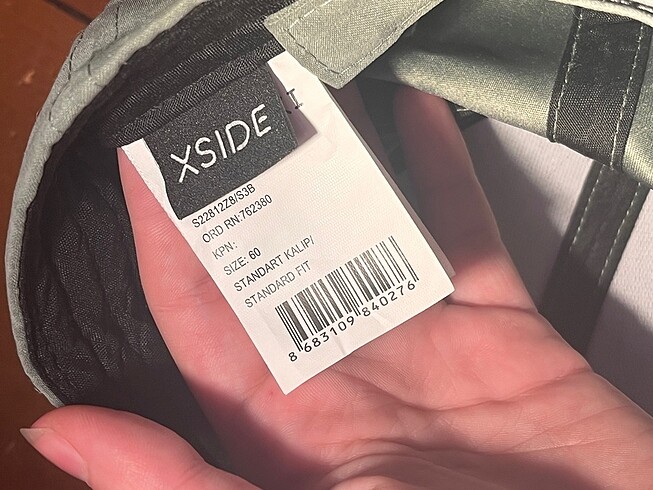 XSIDE
S22812Z8/S3B
ORD RN:762380
KPN:
SIZE: 60
STANDART KALIP/
STANDARD FIT
8 683109 840276